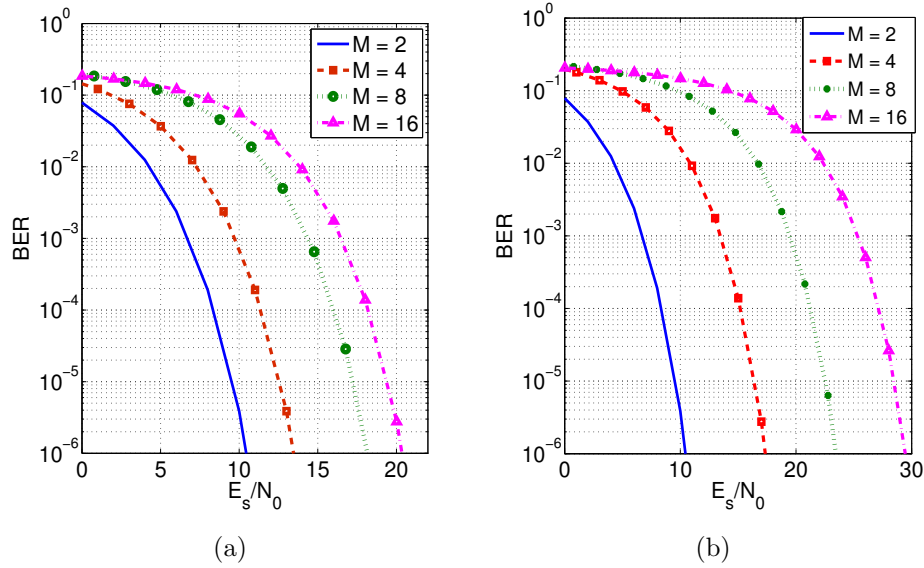 10^0
10^-1
10^-2
10^-3
10^-4
10^-5
10^-6
BER
0 5 10 15 20
E_s/N_0
M = 2
M = 4
M = 8
M = 16
(a)
10^0
10^-1
10^-2
10^-3
10^-4
10^-5
10^-6
BER
0 10 20 30
E_s/N_0
M = 2
M = 4
M = 8
M = 16
(b)